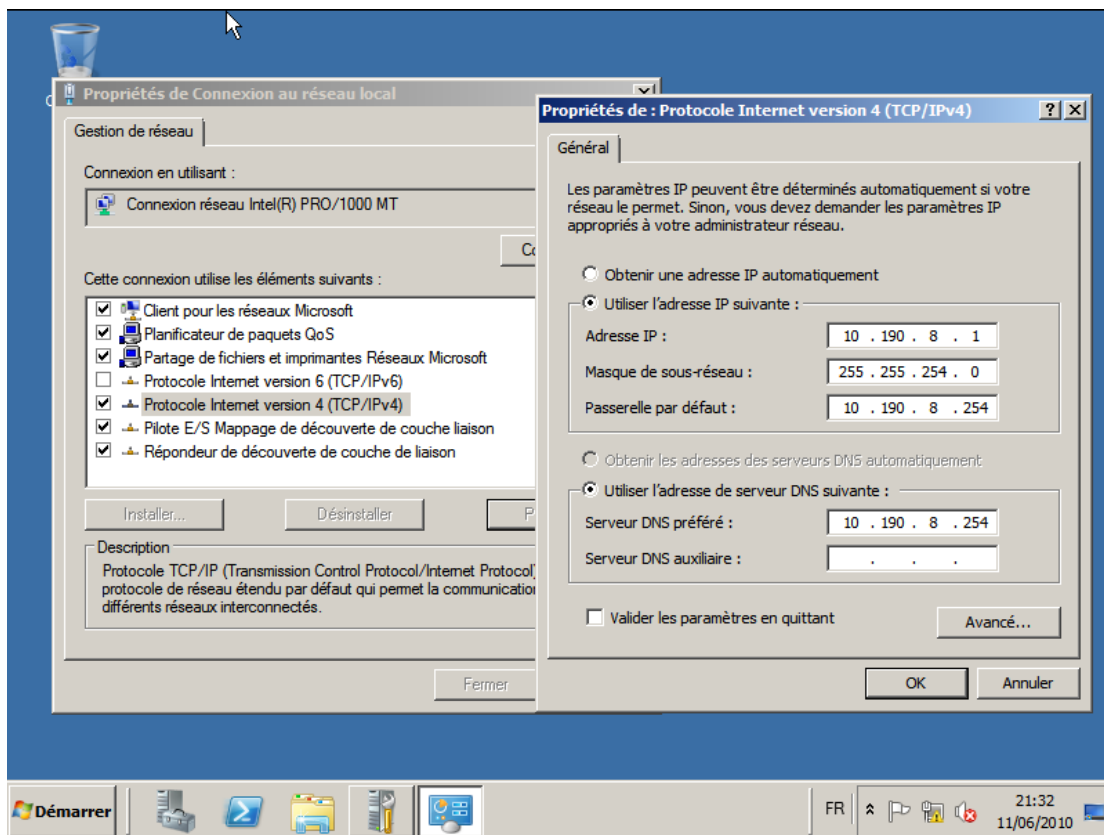 Propriétés de Connexion au réseau local
Gestion de réseau
Connexion en utilisant :
Connexion réseau Intel(R) PRO/1000 MT
Cette connexion utilise les éléments suivants :
Client pour les réseaux Microsoft
Planificateur de paquets QoS
Partage de fichiers et imprimantes Réseaux Microsoft
Protocole Internet version 6 (TCP/IPv6)
Protocole Internet version 4 (TCP/IPv4)
Pilote E/S Mappage de découverte de couche liaison
Répondeur de découverte de couche de liaison
Installer...
Désinstaller
Description
Protocole TCP/IP (Transmission Control Protocol/Internet Protocol)
protocole de réseau étendu par défaut qui permet la
différents réseaux interconnectés.
Fermer
Propriétés de : Protocole Internet version 4 (TCP/IPv4)
Général
Les paramètres IP peuvent être déterminés automatiquement si votre
réseau le permet. Sinon, vous devez demander les paramètres IP
appropriés à votre administrateur réseau.
Obtenir une adresse IP automatiquement
Utiliser l'adresse IP suivante :
Adresse IP : 10 . 190 . 8 . 1
Masque de sous-réseau : 255 . 255 . 254 . 0
Passerelle par défaut : 10 . 190 . 8 . 254
Obtenir les adresses des serveurs DNS automatiquement
Utiliser l'adresse de serveur DNS suivante :
Serveur DNS préféré : 10 . 190 . 8 . 254
Serveur DNS auxiliaire : . . .
Valider les paramètres en quittant
Avancé...
OK
Annuler
Démarrer
FR
21:32
11/06/2010